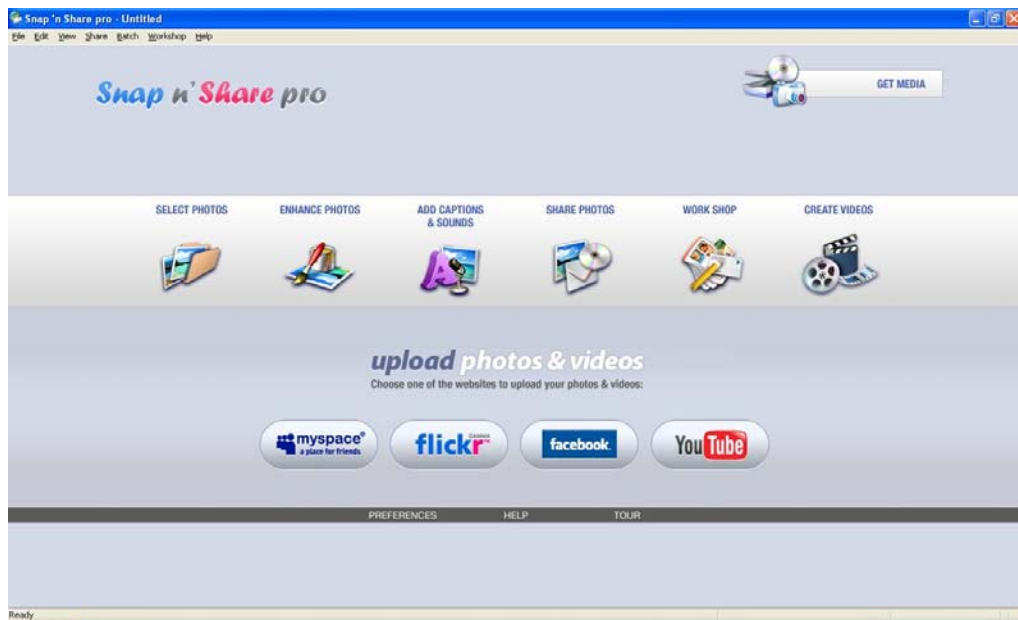 Snap 'n Share pro - Untitled
File Edit View Share Batch Workshop Help
Snap n' Share pro
GET MEDIA
SELECT PHOTOS ENHANCE PHOTOS ADD CAPTIONS & SOUNDS SHARE PHOTOS WORK SHOP CREATE VIDEOS
upload photos & videos
Choose one of the websites to upload your photos & videos:
myspace® flickr facebook. You Tube
a place for friends
PREFERENCES HELP TOUR
Ready